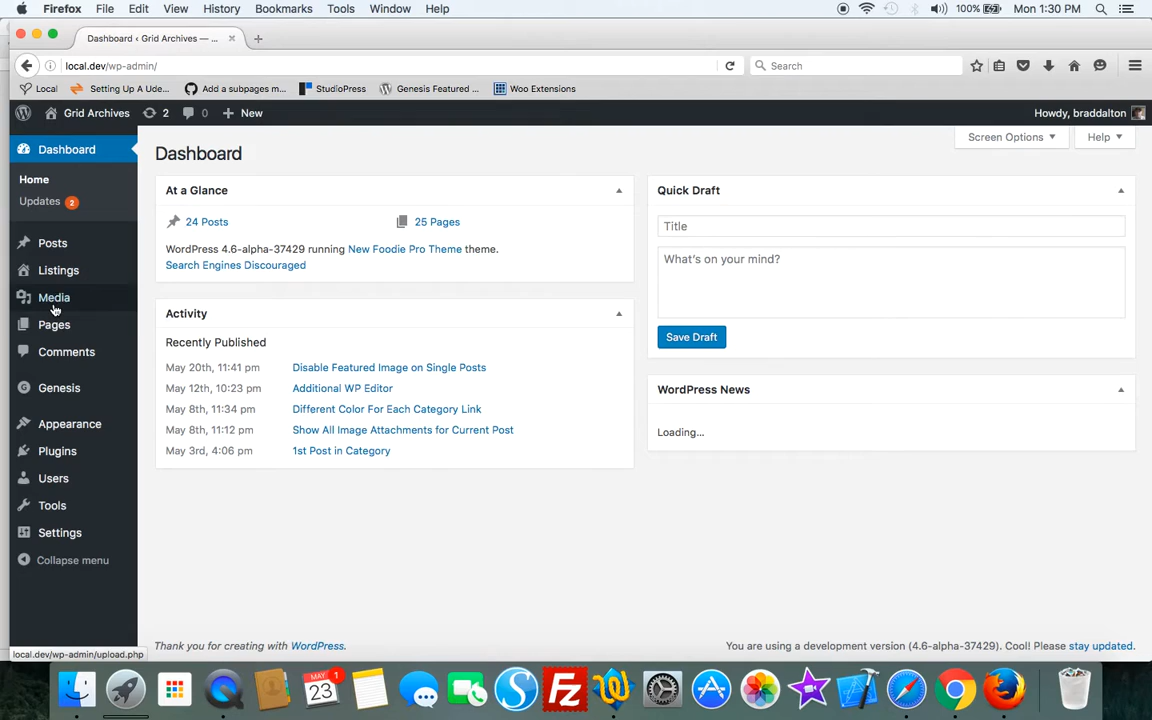 Firefox File Edit View History Bookmarks Tools Window Help 100% Mon 1:30 PM
Dashboard ‹ Grid Archives — ...
local.dev/wp-admin/ Search
Local Setting Up A Ude... Add a subpages m... StudioPress Genesis Featured ... Woo Extensions
Grid Archives 2 0 New Howdy, braddalton
Dashboard
Home
Updates 2
Posts
Listings
Media
Pages
Comments
Genesis
Appearance
Plugins
Users
Tools
Settings
Collapse menu
local.dev/wp-admin/upload.php
Screen Options Help
Dashboard
At a Glance
24 Posts 25 Pages
WordPress 4.6-alpha-37429 running New Foodie Pro Theme theme.
Search Engines Discouraged
Activity
Recently Published
May 20th, 11:41 pm Disable Featured Image on Single Posts
May 12th, 10:23 pm Additional WP Editor
May 8th, 11:34 pm Different Color For Each Category Link
May 8th, 11:12 pm Show All Image Attachments for Current Post
May 3rd, 4:06 pm 1st Post in Category
Quick Draft
Title
What's on your mind?
Save Draft
WordPress News
Loading...
Thank you for creating with WordPress. You are using a development version (4.6-alpha-37429). Cool! Please stay updated.
MAY
23
1
Fz